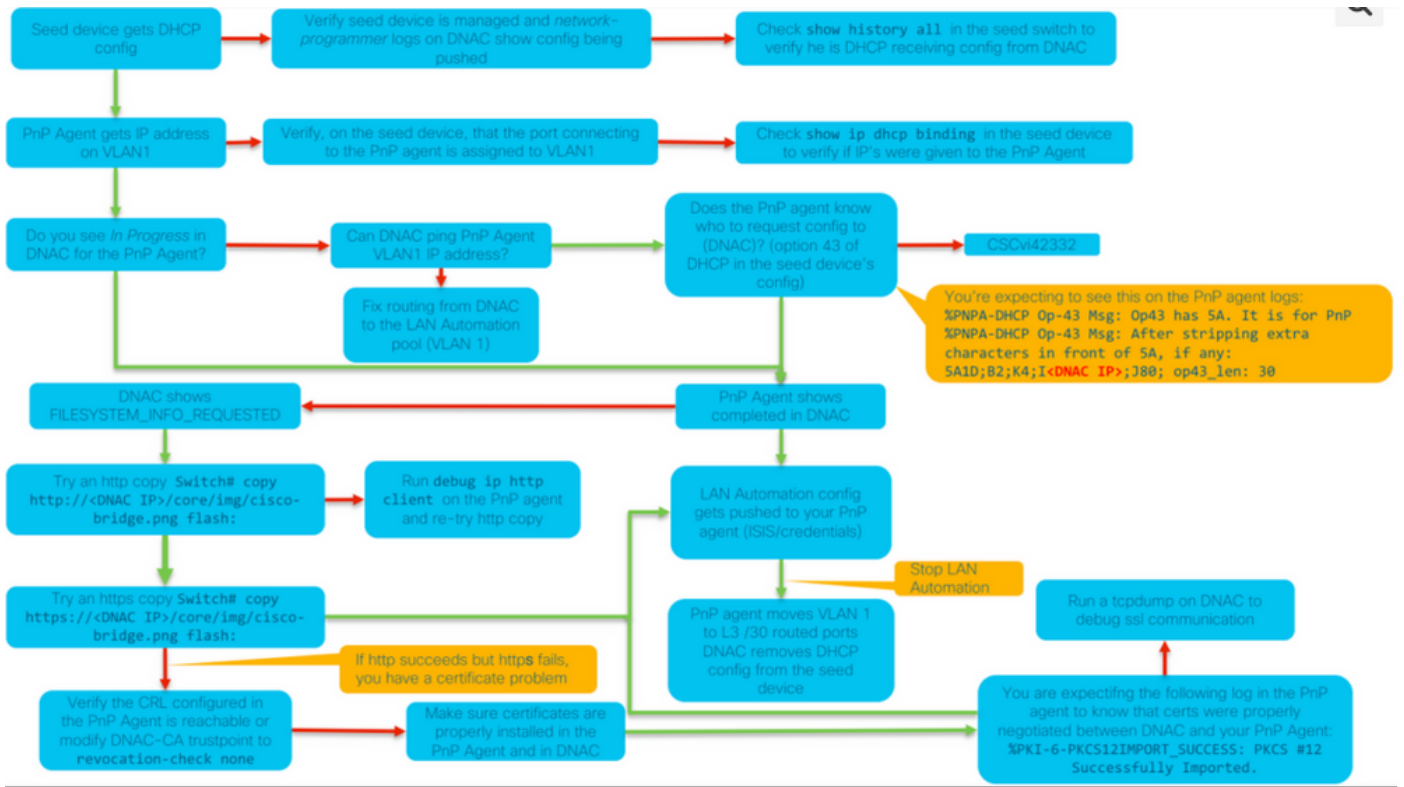 Seed device gets DHCP
config
Verify seed device is managed and network-
programmer logs on DNAC show config being
pushed
Check show history all in the seed switch to
verify he is DHCP receiving config from DNAC
PnP Agent gets IP address
on VLAN1
Verify, on the seed device, that the port connecting
to the PnP agent is assigned to VLAN1
Check show ip dhcp binding in the seed device
to verify if IP's were given to the PnP Agent
Do you see In Progress in
DNAC for the PnP Agent?
Can DNAC ping PnP Agent
VLAN1 IP address?
Does the PnP agent know
who to request config to
(DNAC)? (option 43 of
DHCP in the seed device's
config)
CSCvi42332
Fix routing from DNAC
to the LAN Automation
pool (VLAN 1)
You're expecting to see this on the PnP agent logs:
%PNPA-DHCP Op-43 Msg: Op43 has 5A. It is for PnP
%PNPA-DHCP Op-43 Msg: After stripping extra
characters in front of 5A, if any:
5A1D;B2;K4;I<DNAC IP>;J80; op43_len: 30
DNAC shows
FILESYSTEM_INFO_REQUESTED
PnP Agent shows
completed in DNAC
Try an http copy Switch# copy
http://<DNAC IP>/core/img/cisco-
bridge.png flash:
Run debug ip http
client on the PnP agent
and re-try http copy
LAN Automation config
gets pushed to your PnP
agent (ISIS/credentials)
Stop LAN
Automation
Try an https copy Switch# copy
https://<DNAC IP>/core/img/cisco-
bridge.png flash:
PnP agent moves VLAN 1
to L3 /30 routed ports
DNAC removes DHCP
config from the seed
device
Run a tcpdump on DNAC to
debug ssl communication
If http succeeds but https fails,
you have a certificate problem
Verify the CRL configured in
the PnP Agent is reachable or
modify DNAC-CA trustpoint to
revocation-check none
Make sure certificates are
properly installed in the
PnP Agent and in DNAC
You are expectifng the following log in the PnP
agent to know that certs were properly
negotiated between DNAC and your PnP Agent:
%PKI-6-PKCS12IMPORT_SUCCESS: PKCS #12
Successfully Imported.